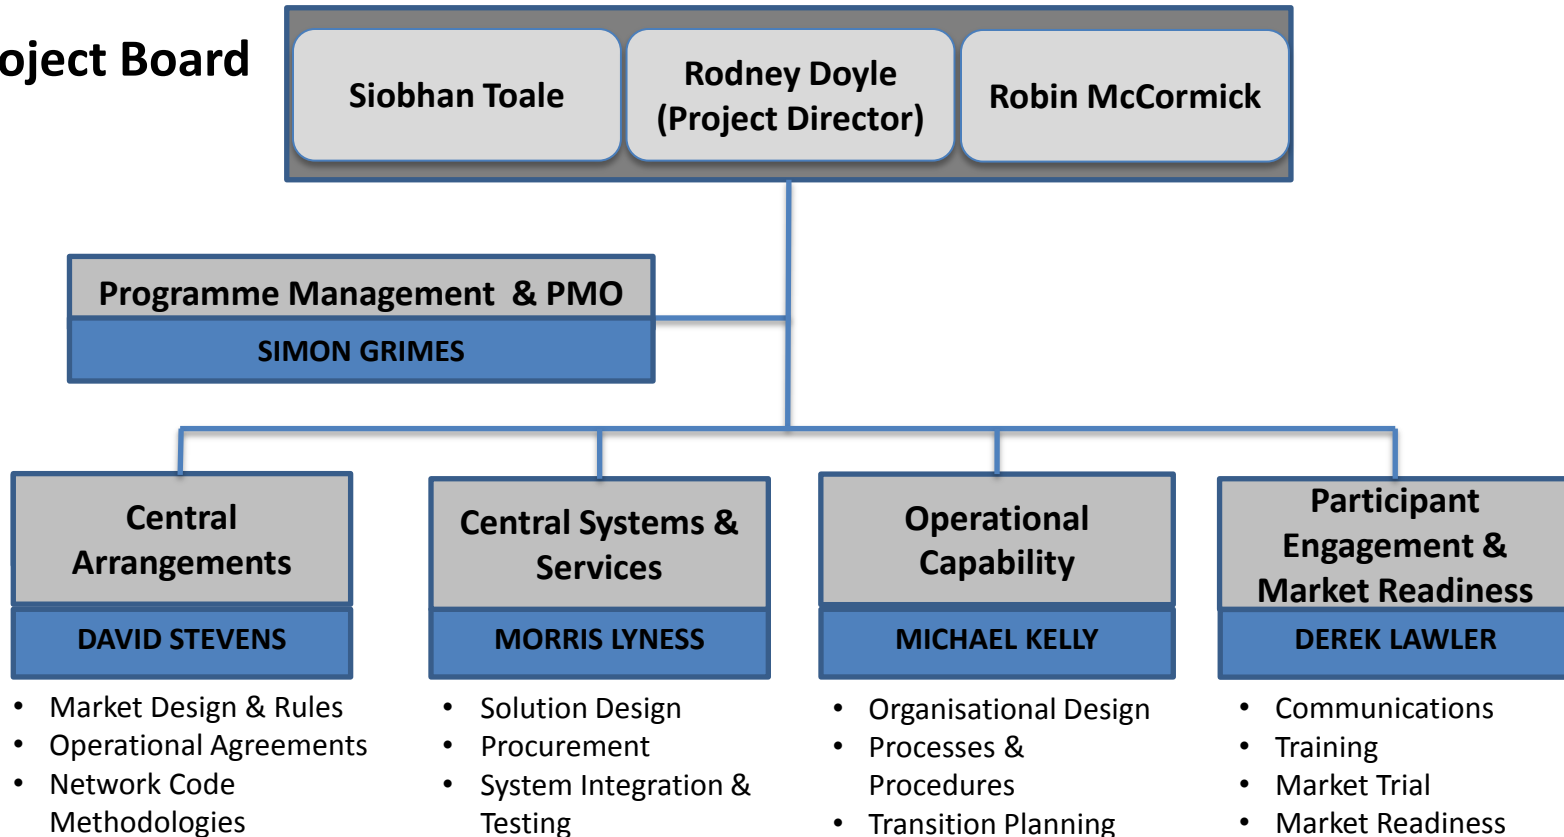 oject Board
Siobhan Toale
Rodney Doyle
(Project Director)
Robin McCormick
Programme Management & PMO
SIMON GRIMES
Central
Arrangements
DAVID STEVENS
• Market Design & Rules
• Operational Agreements
• Network Code
Methodologies
Central Systems &
Services
MORRIS LYNESS
• Solution Design
• Procurement
• System Integration &
Testing
Operational
Capability
MICHAEL KELLY
• Organisational Design
• Processes &
Procedures
• Transition Planning
Participant
Engagement &
Market Readiness
DEREK LAWLER
• Communications
• Training
• Market Trial
• Market Readiness